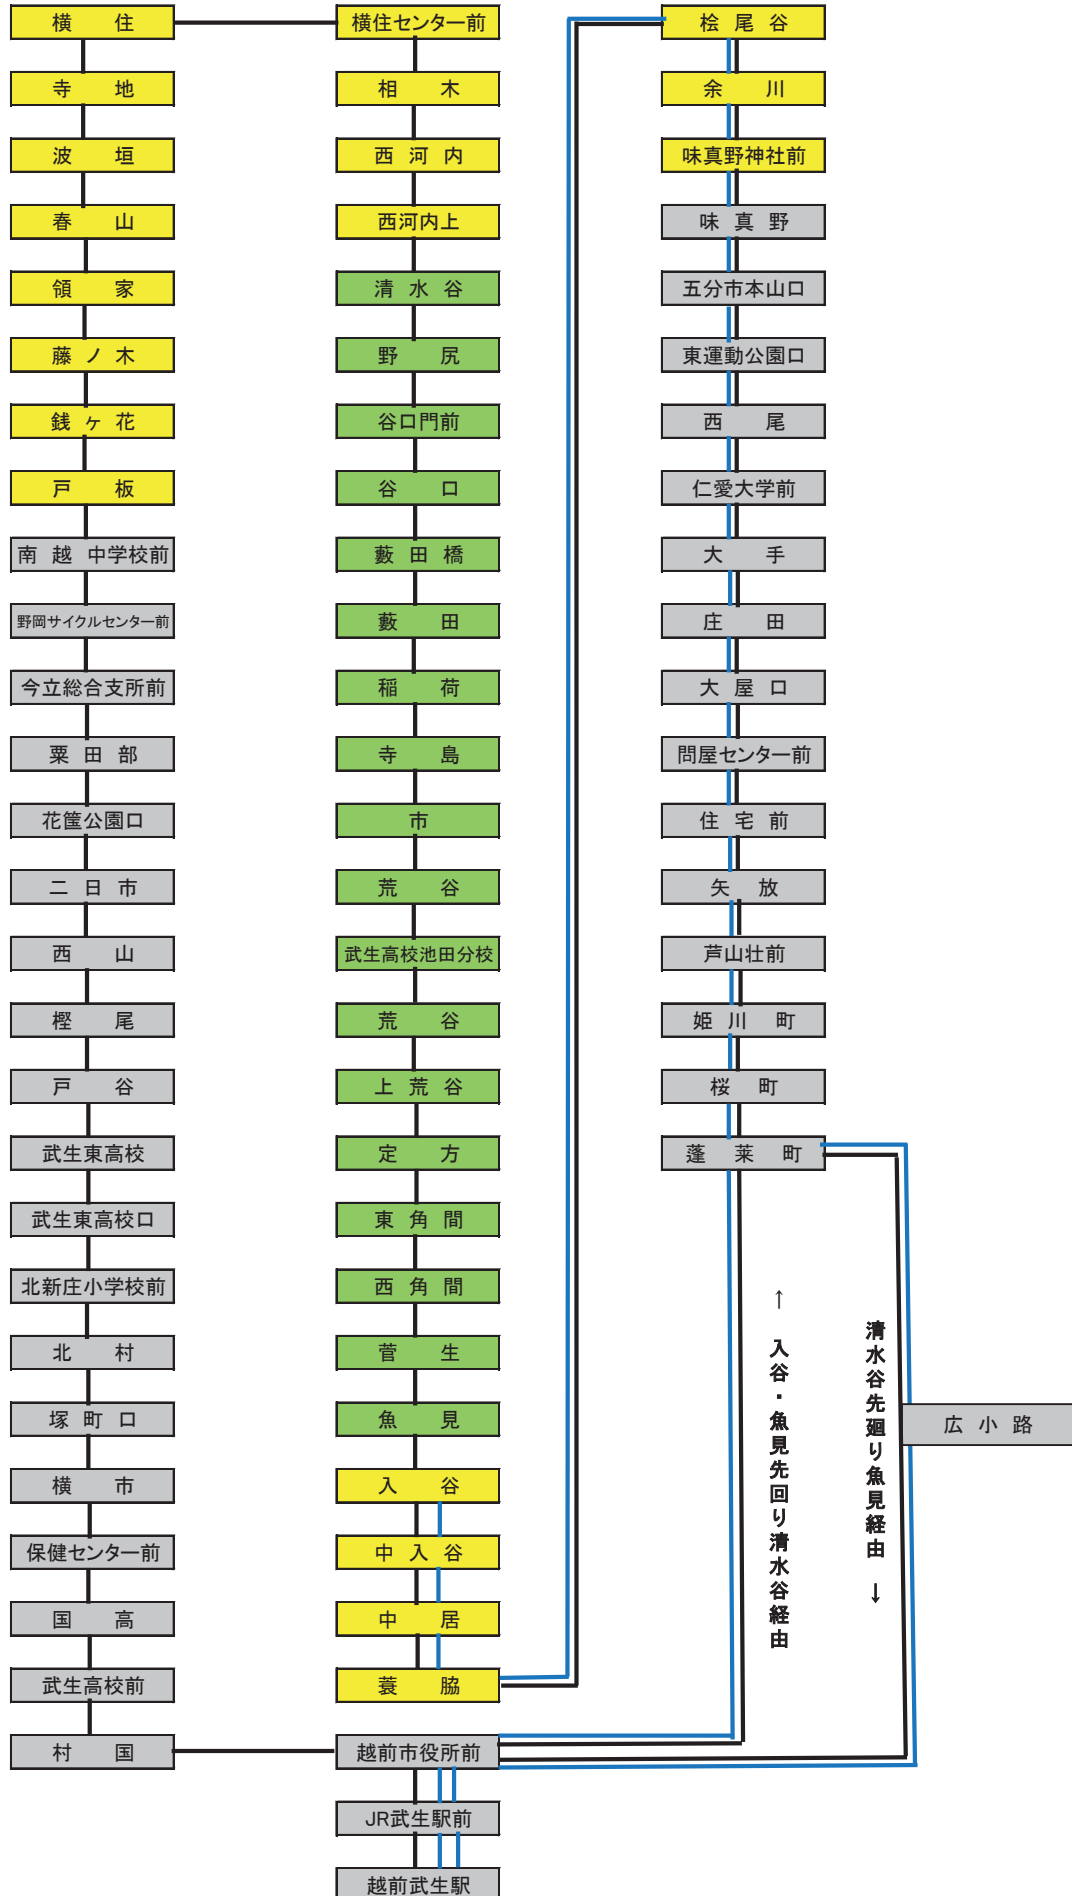 横住
寺地
波垣
春山
領家
藤ノ木
銭ヶ花
戸板
南越中学校前
野岡サイクルセンター前
今立総合支所前
粟田部
花筐公園口
二日市
西山
樫尾
戸谷
武生東高校
武生東高校口
北新庄小学校前
北村
塚町口
横市
保健センター前
国高
武生高校前
村国
横住センター前
相木
西河内
西河内上
清水谷
野尻
谷口門前
谷口
藪田橋
藪田
稲荷
寺島
市
荒谷
武生高校池田分校
荒谷
上荒谷
定方
東角間
西角間
菅生
魚見
入谷
中入谷
中居
蓑脇
越前市役所前
JR武生駅前
越前武生駅
桧尾谷
余川
味真野神社前
味真野
五分市本山口
東運動公園口
西尾
仁愛大学前
大手
庄田
大屋口
問屋センター前
住宅前
矢放
芦山荘前
姫川町
桜町
蓬莱町
↑ 入谷・魚見先回り清水谷経由
清水谷先廻り魚見経由 ↓
広小路